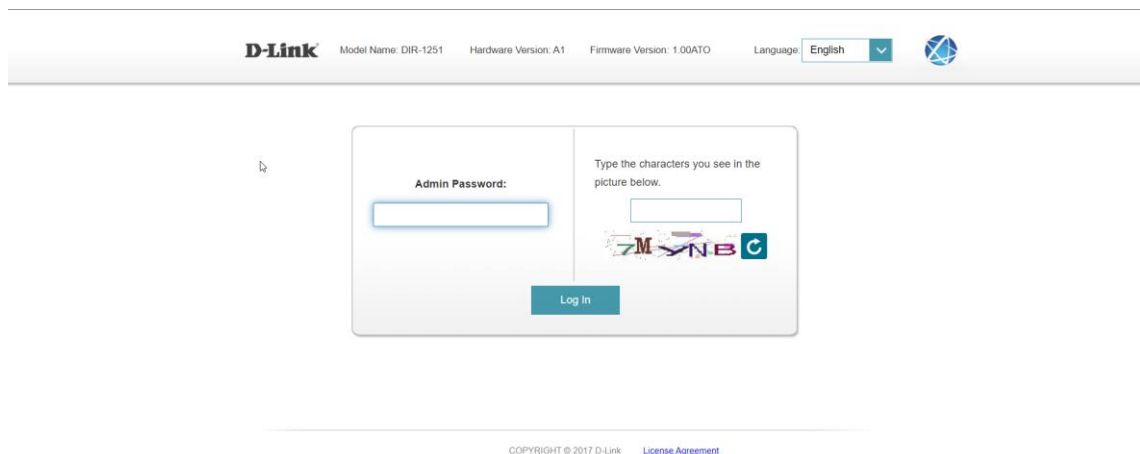 D-Link
Model Name: DIR-1251 Hardware Version: A1 Firmware Version: 1.00ATO Language: English
Type the characters you see in the
picture below.
Admin Password:
Log In
COPYRIGHT © 2017 D-Link License Agreement